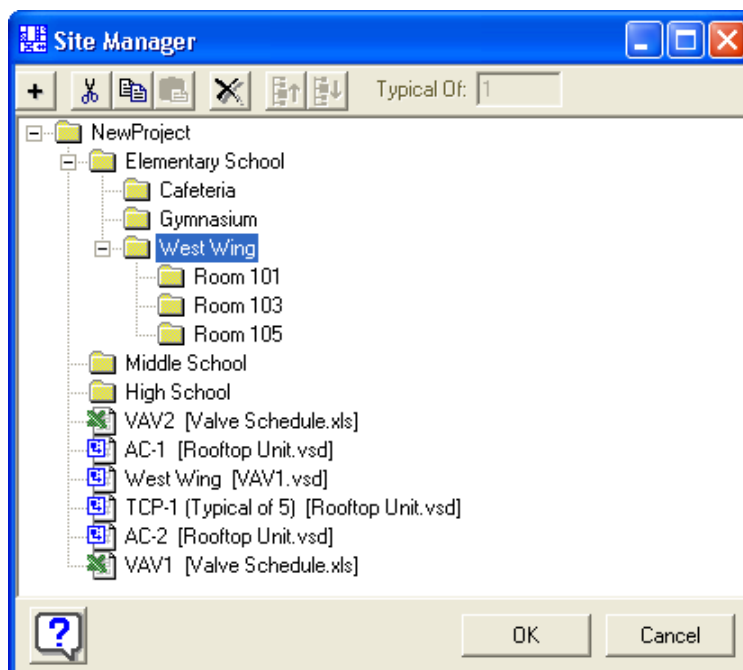 Site Manager
Typical Of: 1
NewProject
Elementary School
Cafeteria
Gymnasium
West Wing
Room 101
Room 103
Room 105
Middle School
High School
VAV2 [Valve Schedule.xls]
AC-1 [Rooftop Unit.vsd]
West Wing [VAV1.vsd]
TCP-1 (Typical of 5) [Rooftop Unit.vsd]
AC-2 [Rooftop Unit.vsd]
VAV1 [Valve Schedule.xls]
OK Cancel